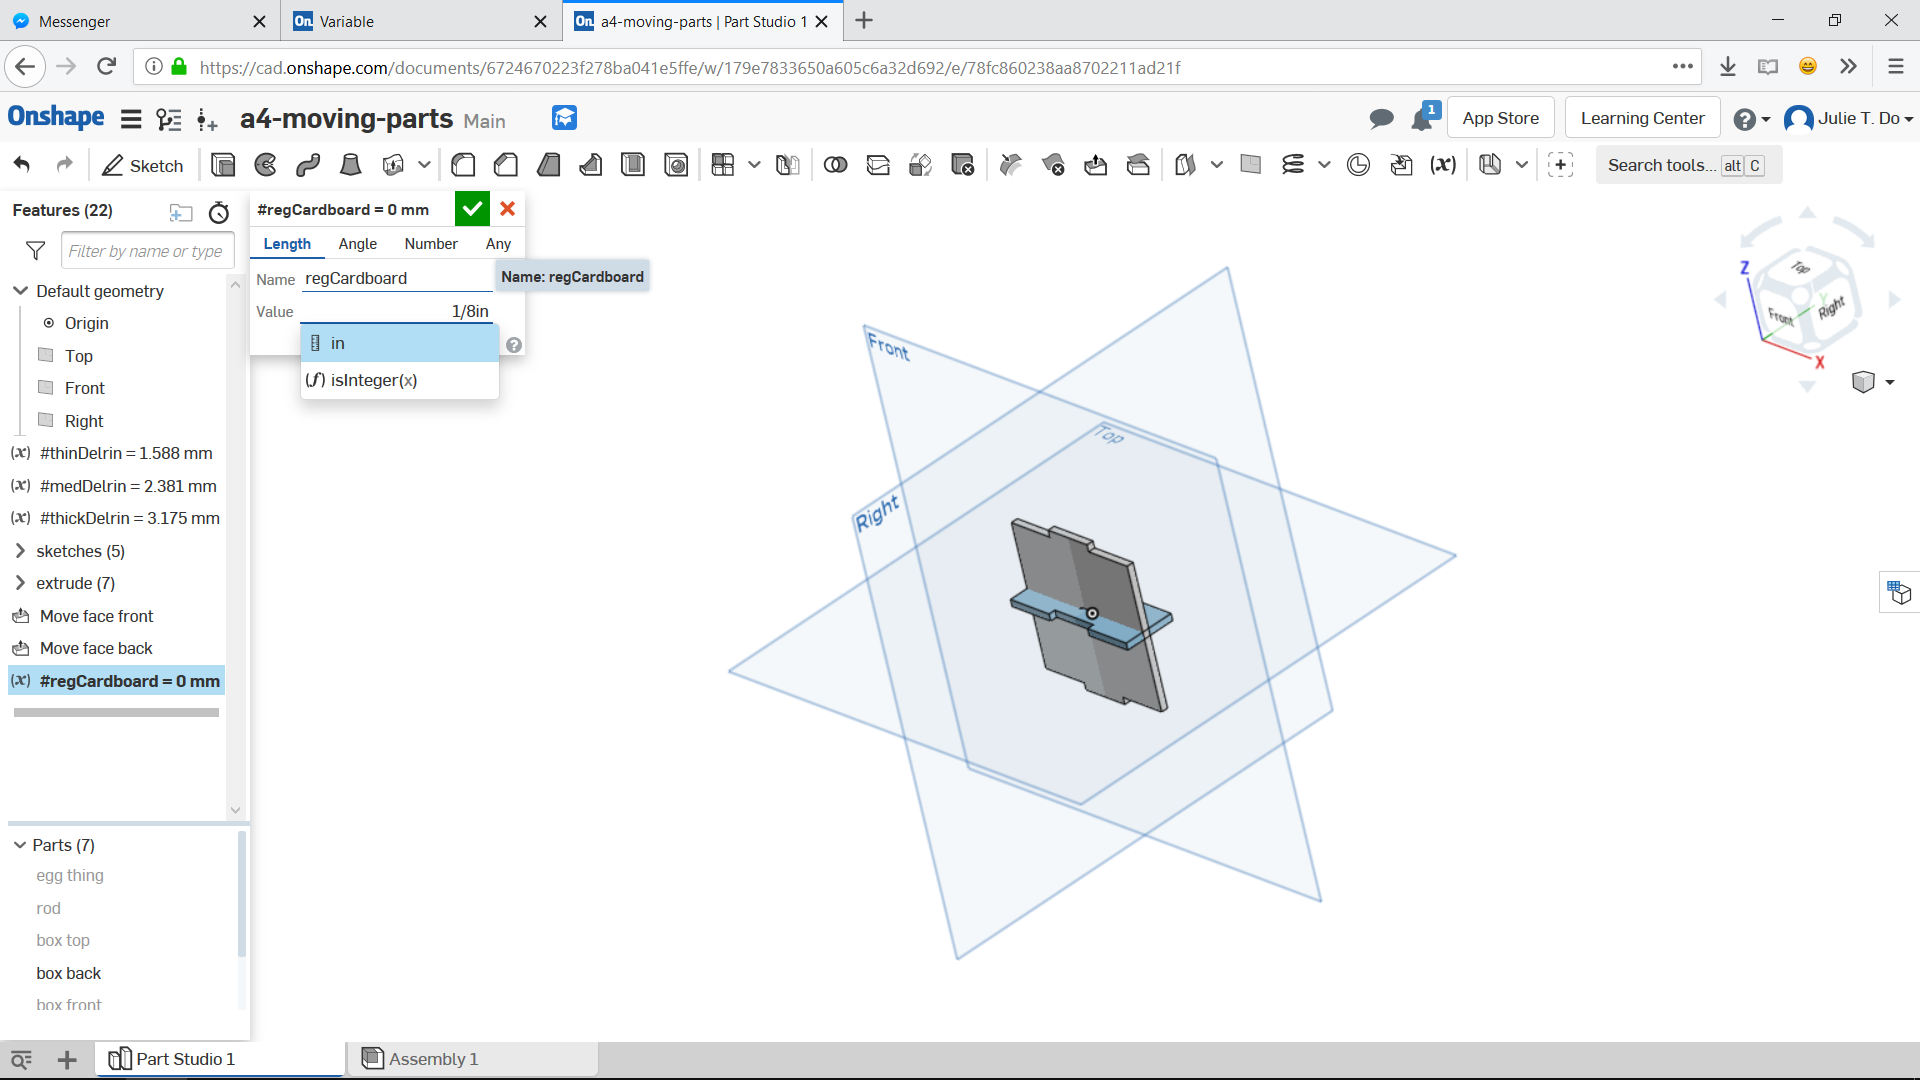 Messenger
On Variable
On a4-moving-parts | Part Studio 1
https://cad.onshape.com/documents/6724670223f278ba041e5ffe/w/179e7833650a605c6a32d692/e/78fc860238aa8702211ad21f
Onshape
a4-moving-parts Main
1
App Store
Learning Center
Julie T. Do
Sketch
(x)
Search tools... alt C
Features (22)
Filter by name or type
Default geometry
Origin
Top
Front
Right
(x) #thinDelrin = 1.588 mm
(x) #medDelrin = 2.381 mm
(x) #thickDelrin = 3.175 mm
sketches (5)
extrude (7)
Move face front
Move face back
(x) #regCardboard = 0 mm
Parts (7)
egg thing
rod
box top
box back
box front
#regCardboard = 0 mm
Length Angle Number Any
Name regCardboard
Name: regCardboard
Value 1/8in
in
(f) isInteger(x)
Front
Top
Right
Z
Top
Y
Front
Right
X
Part Studio 1
Assembly 1